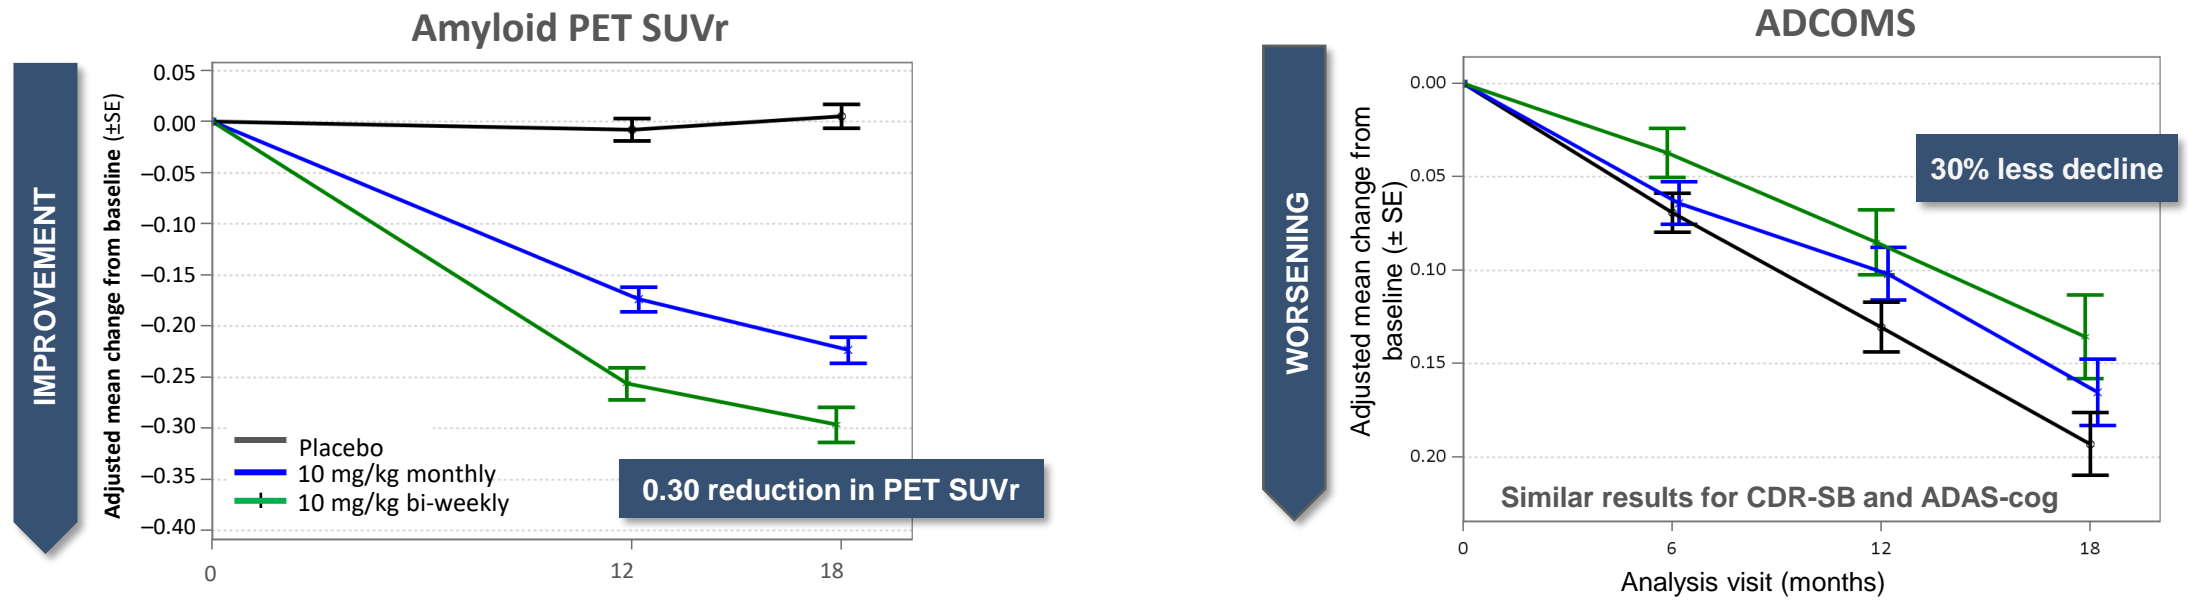 Amyloid PET SUVr
IMPROVEMENT
Adjusted mean change from baseline (±SE)
0.05
0.00
–0.05
–0.10
–0.15
–0.20
–0.25
–0.30
–0.35
–0.40
Placebo
10 mg/kg monthly
10 mg/kg bi-weekly
0.30 reduction in PET SUVr
0
12
18
ADCOMS
WORSENING
Adjusted mean change from
baseline (± SE)
0.00
0.05
0.10
0.15
0.20
30% less decline
Similar results for CDR-SB and ADAS-cog
0
6
12
18
Analysis visit (months)